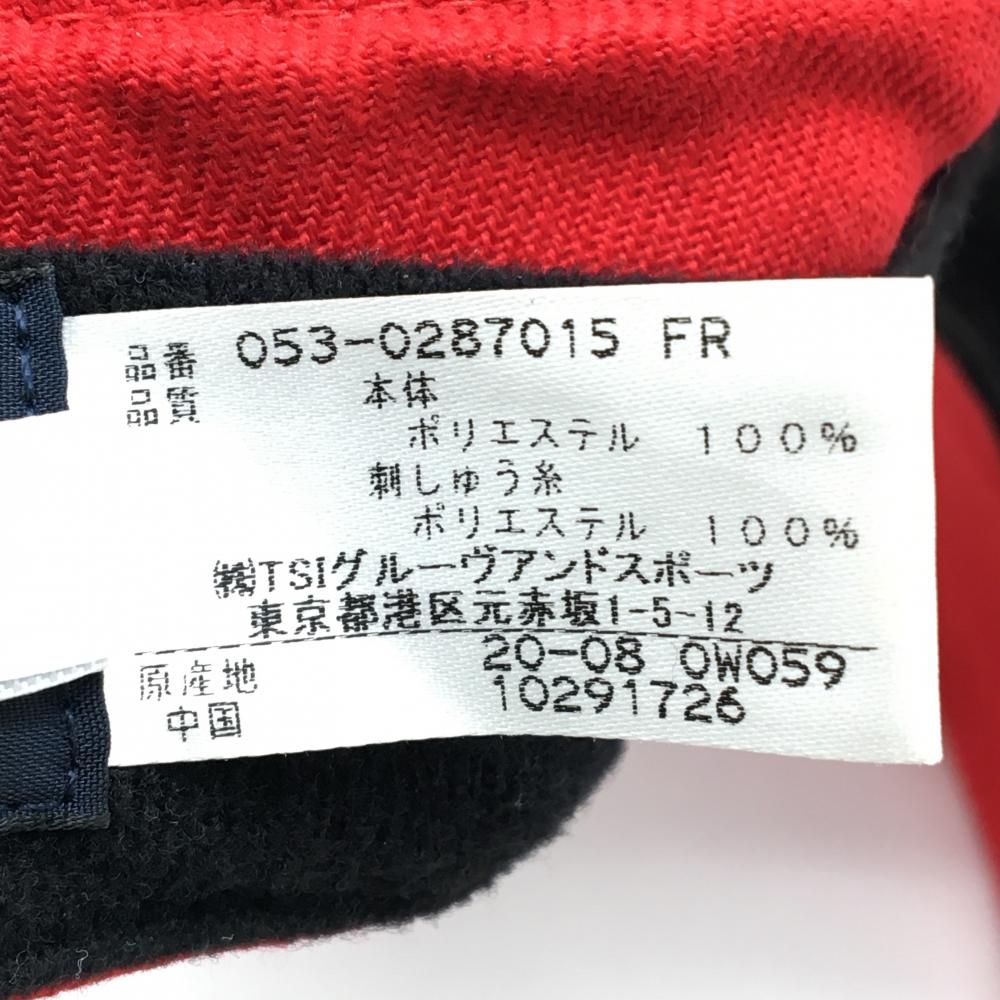 品番 053-0287015 FR
品質 本体
ポリエステル 100%
刺しゅう糸
ポリエステル 100%
㈱TSIグルーヴアンドスポーツ
東京都港区元赤坂1-5-12
原産地 20-08 0W059
中国 10291726